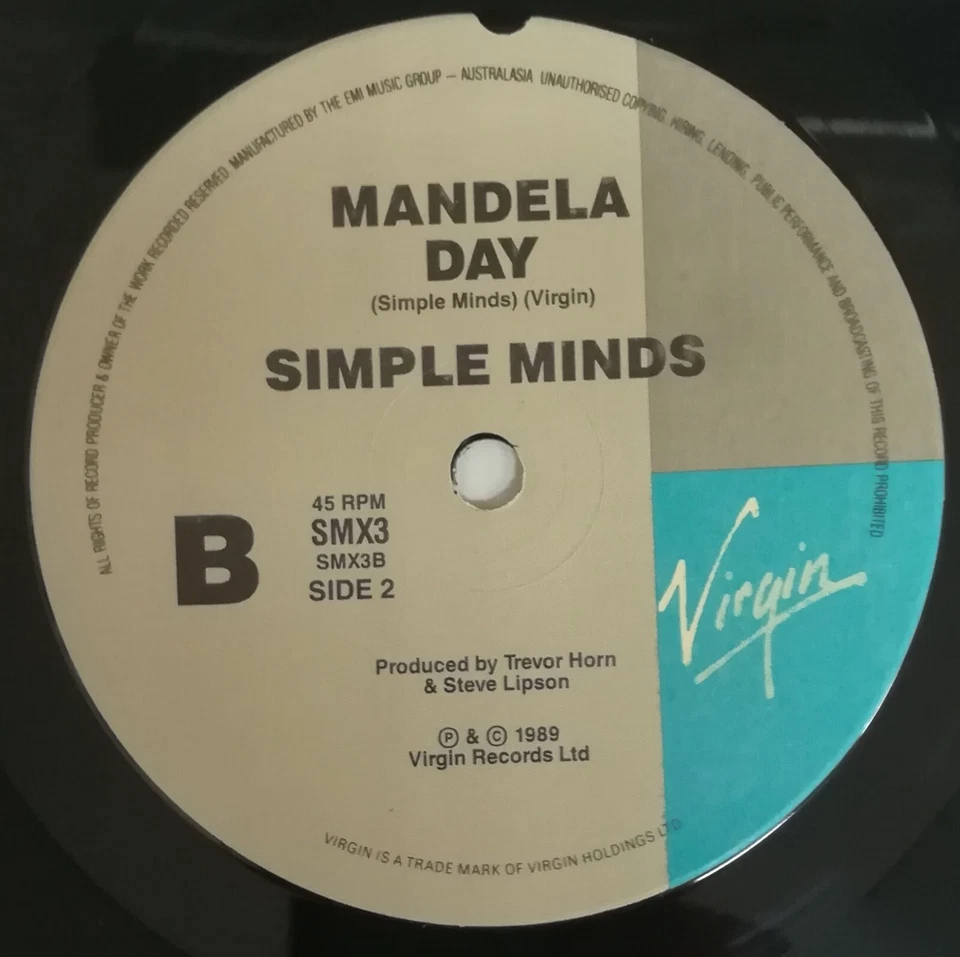 ALL RIGHTS OF RECORD PRODUCER & OWNER OF THE WORK RECORDED RESERVED. MANUFACTURED BY THE EMI MUSIC GROUP – AUSTRALASIA UNAUTHORISED COPYING. HIRING. LENDING. PUBLIC PERFORMANCE AND BROADCASTING OF THIS RECORD PROHIBITED
MANDELA
DAY
(Simple Minds) (Virgin)
SIMPLE MINDS
B
45 RPM
SMX3
SMX3B
SIDE 2
Virgin
Produced by Trevor Horn
& Steve Lipson
Ⓟ & © 1989
Virgin Records Ltd
VIRGIN IS A TRADE MARK OF VIRGIN HOLDINGS LTD